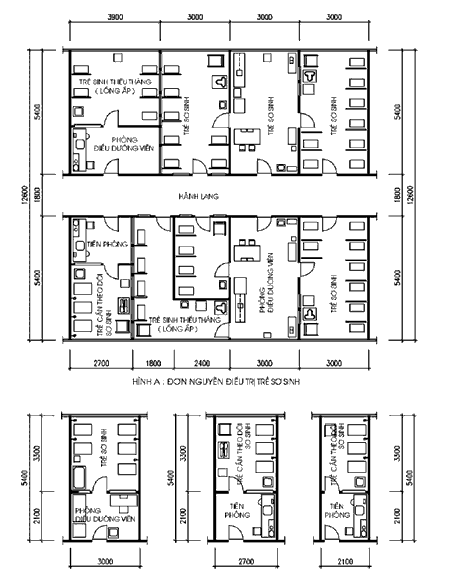 3900 3000 3000 3000
5400 1800 5400 12600
TRẺ SINH THIẾU THÁNG
( LỒNG ẤP )
PHÒNG
ĐIỀU DƯỠNG VIÊN
TRẺ SƠ SINH
TRẺ SƠ SINH
TRẺ SƠ SINH
5400 1800 5400 12600
HÀNH LANG
TIỀN PHÒNG
TRẺ CẦN THEO DÕI
SƠ SINH
TRẺ SINH THIẾU THÁNG
( LỒNG ẤP )
PHÒNG
ĐIỀU DƯỠNG VIÊN
TRẺ SƠ SINH
2700 1800 2400 3000 3000
HÌNH A : ĐƠN NGUYÊN ĐIỀU TRỊ TRẺ SƠ SINH
5400 3300 2100
TRẺ SƠ SINH
PHÒNG
ĐIỀU DƯỠNG VIÊN
3000
5400 3300 2100
TRẺ CẦN THEO DÕI
SƠ SINH
TIỀN
PHÒNG
2700
TRẺ CẦN THEO DÕI
SƠ SINH
TIỀN
PHÒNG
2100
3300 2100 5400